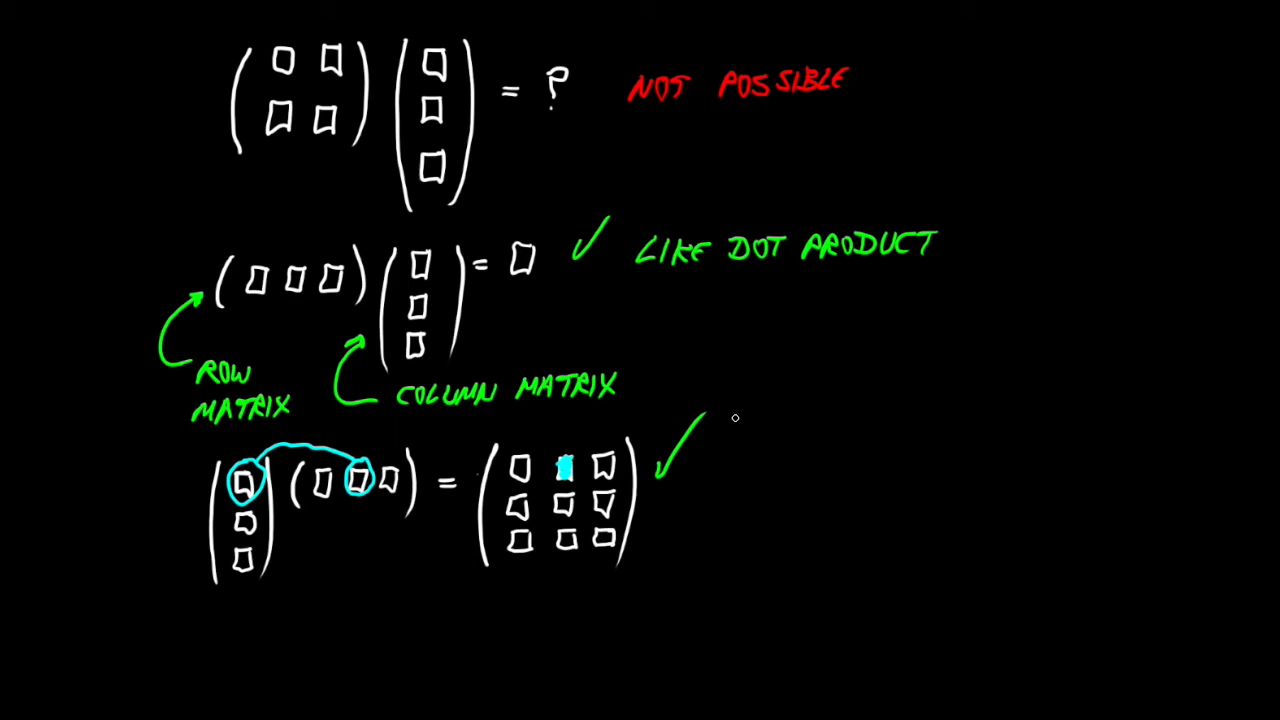 ( □ □ ) ( □ ) = ? NOT POSSIBLE
( □ □ ) ( □ )
( □ )
( □ □ □ ) ( □ ) = □ ✓ LIKE DOT PRODUCT
( □ )
( □ )
ROW
MATRIX
COLUMN MATRIX
( □ ) ( □ □ □ ) = ( □ □ □ ) ✓
( □ ) ( □ □ □ )
( □ ) ( □ □ □ )